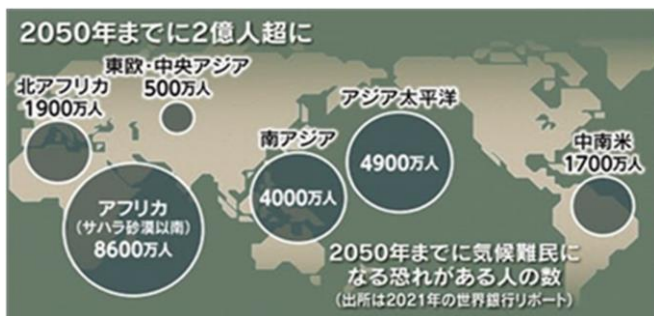 2050年までに2億人超に
東欧・中央アジア
500万人
北アフリカ
1900万人
アジア太平洋
4900万人
南アジア
4000万人
中南米
1700万人
アフリカ
(サハラ砂漠以南)
8600万人
2050年までに気候難民に
なる恐れがある人の数
(出所は2021年の世界銀行リポート)